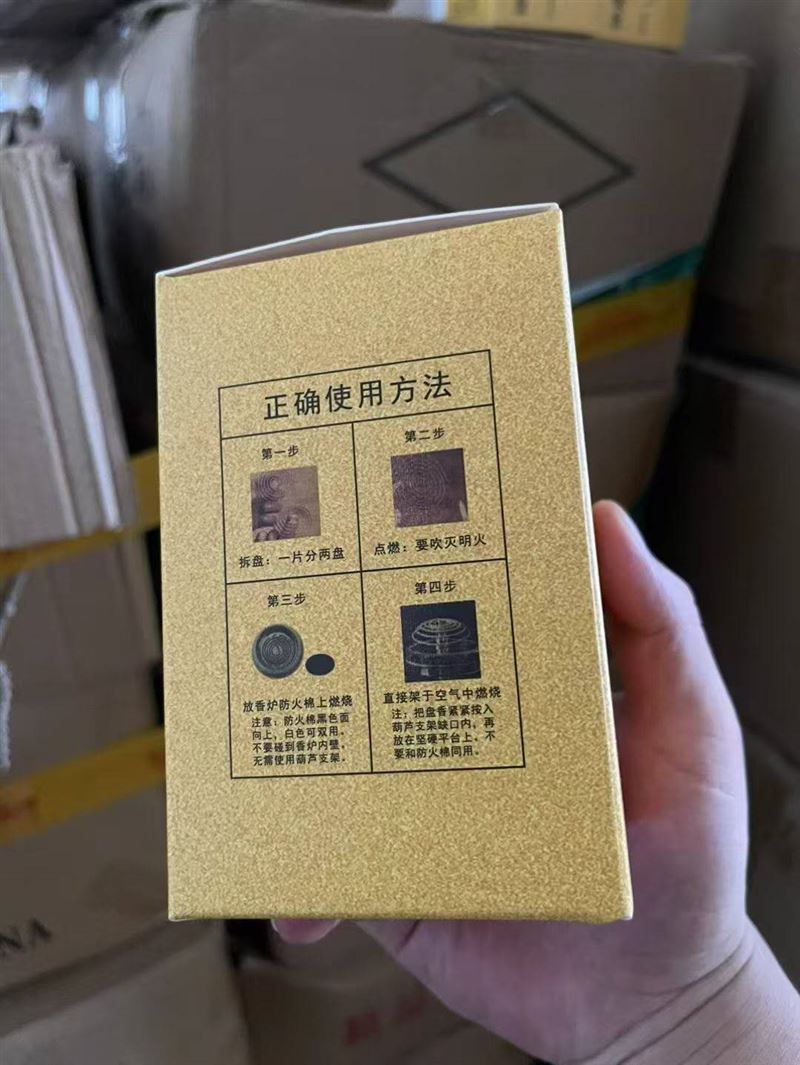 正确使用方法
第一步
拆盘：一片分两盘
第二步
点燃：要吹灭明火
第三步
放香炉防火棉上燃烧
注意：防火棉黑色面
向上，白色可双用。
不要碰到香炉内壁，
无需使用葫芦支架。
第四步
直接架于空气中燃烧
注：把盘香紧紧按入
葫芦支架缺口内，再
放在坚硬平台上，不
要和防火棉同用。
NA